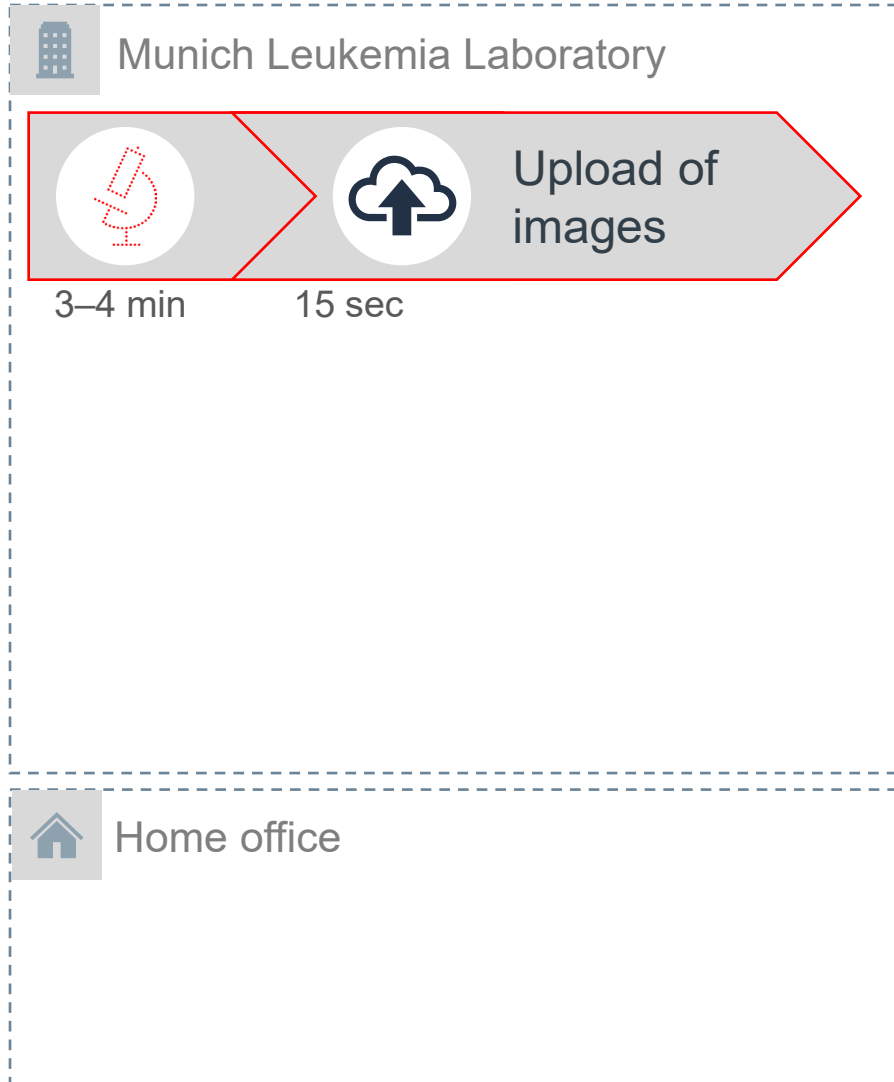 Munich Leukemia Laboratory
Upload of
images
3–4 min
15 sec
Home office